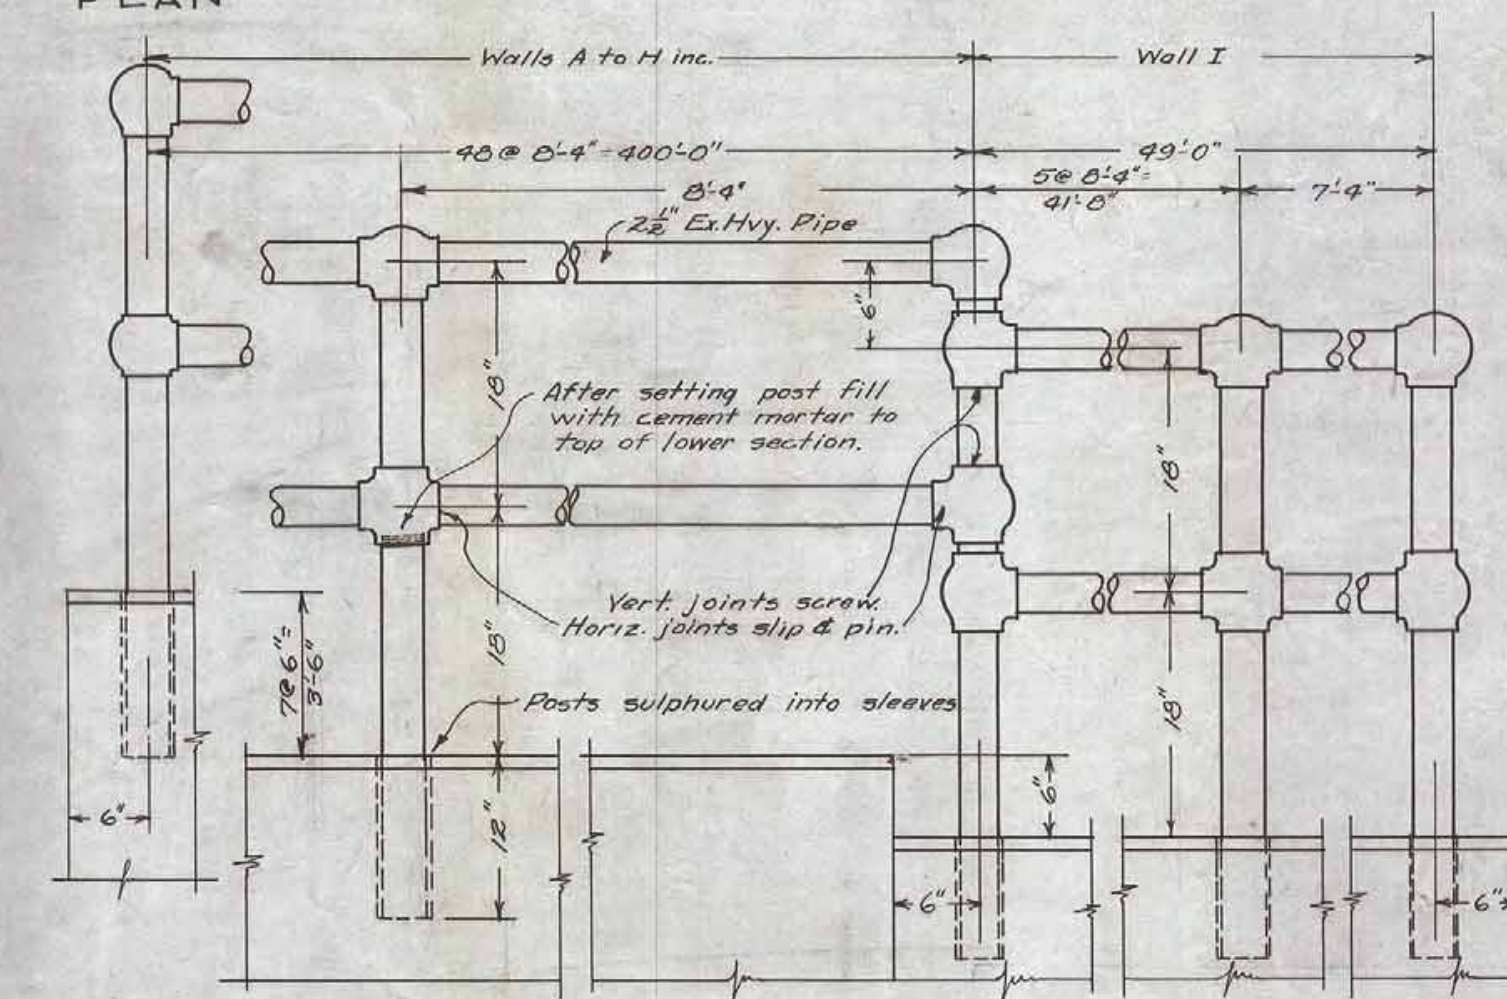 PLAN
Walls A to H inc.
Wall I
48 @ 8'-4" = 400'-0"
49'-0"
8'-4"
5 @ 8'-4" =
41'-8"
7'-4"
2½" Ex. Hvy. Pipe
6"
18"
After setting post fill
with cement mortar to
top of lower section.
18"
Vert. joints screw.
Horiz. joints slip & pin.
7@6"=
3'-6"
18"
Posts sulphured into sleeves
18"
6"
6"
12"
6"
6"